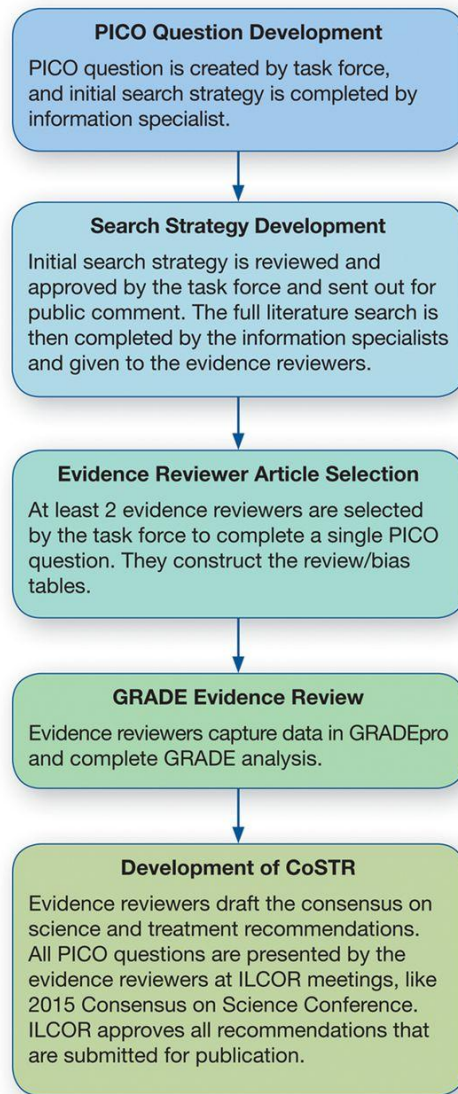 PICO Question Development
PICO question is created by task force,
and initial search strategy is completed by
information specialist.
Search Strategy Development
Initial search strategy is reviewed and
approved by the task force and sent out for
public comment. The full literature search is
then completed by the information specialists
and given to the evidence reviewers.
Evidence Reviewer Article Selection
At least 2 evidence reviewers are selected
by the task force to complete a single PICO
question. They construct the review/bias
tables.
GRADE Evidence Review
Evidence reviewers capture data in GRADEpro
and complete GRADE analysis.
Development of CoSTR
Evidence reviewers draft the consensus on
science and treatment recommendations.
All PICO questions are presented by the
evidence reviewers at ILCOR meetings, like
2015 Consensus on Science Conference.
ILCOR approves all recommendations that
are submitted for publication.